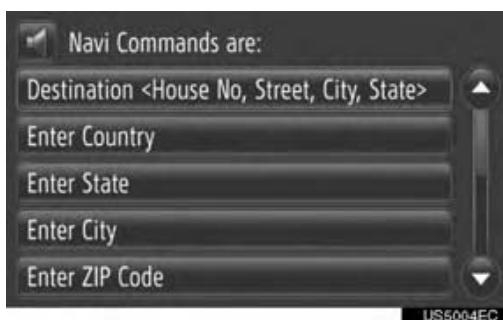 Navi Commands are:
Destination <House No, Street, City, State>
Enter Country
Enter State
Enter City
Enter ZIP Code
US5004EC